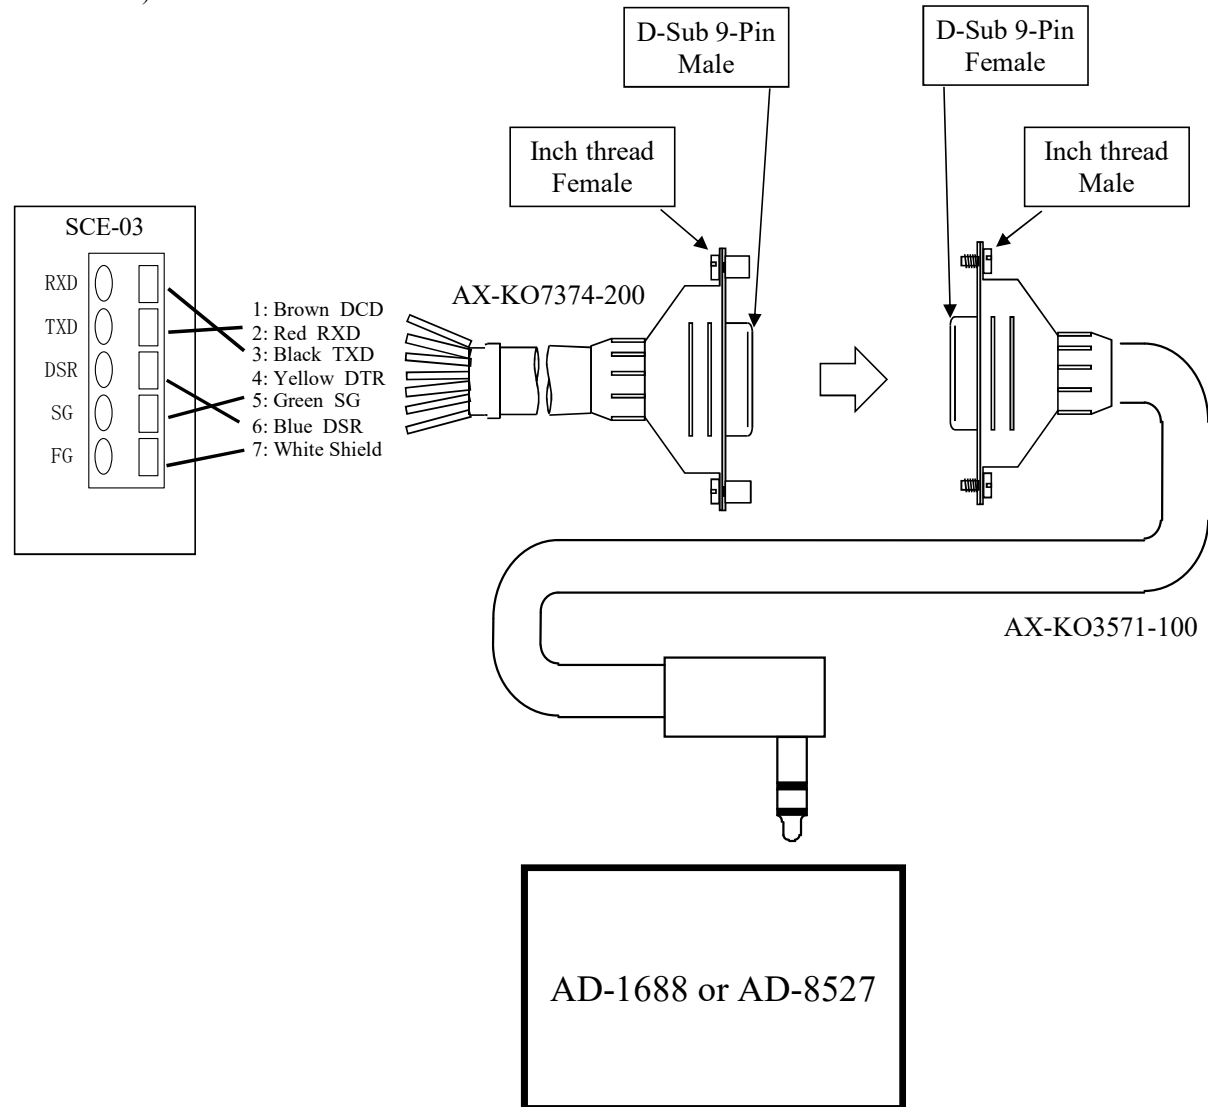 )
D-Sub 9-Pin
Male
D-Sub 9-Pin
Female
Inch thread
Female
Inch thread
Male
SCE-03
RXD
TXD
DSR
SG
FG
1: Brown DCD
2: Red RXD
3: Black TXD
4: Yellow DTR
5: Green SG
6: Blue DSR
7: White Shield
AX-KO7374-200
AX-KO3571-100
AD-1688 or AD-8527